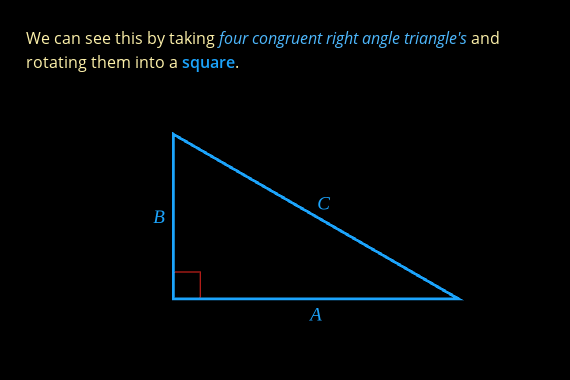 We can see this by taking four congruent right angle triangle's and
rotating them into a square.
C
B
A